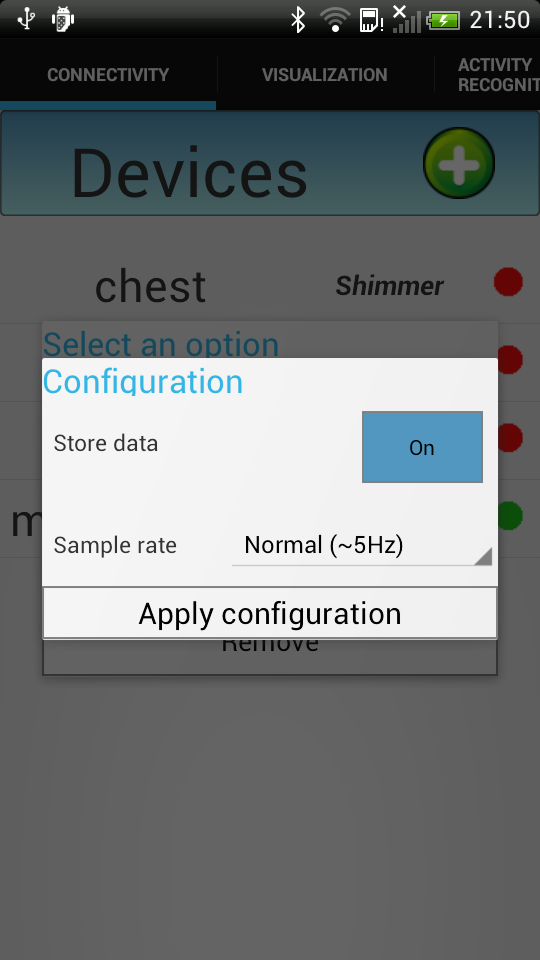 21:50
CONNECTIVITY
VISUALIZATION
ACTIVITY
RECOGNIT
Devices
chest
Shimmer
Select an option
Configuration
Store data
On
m
Sample rate
Normal (~5Hz)
Apply configuration
Remove